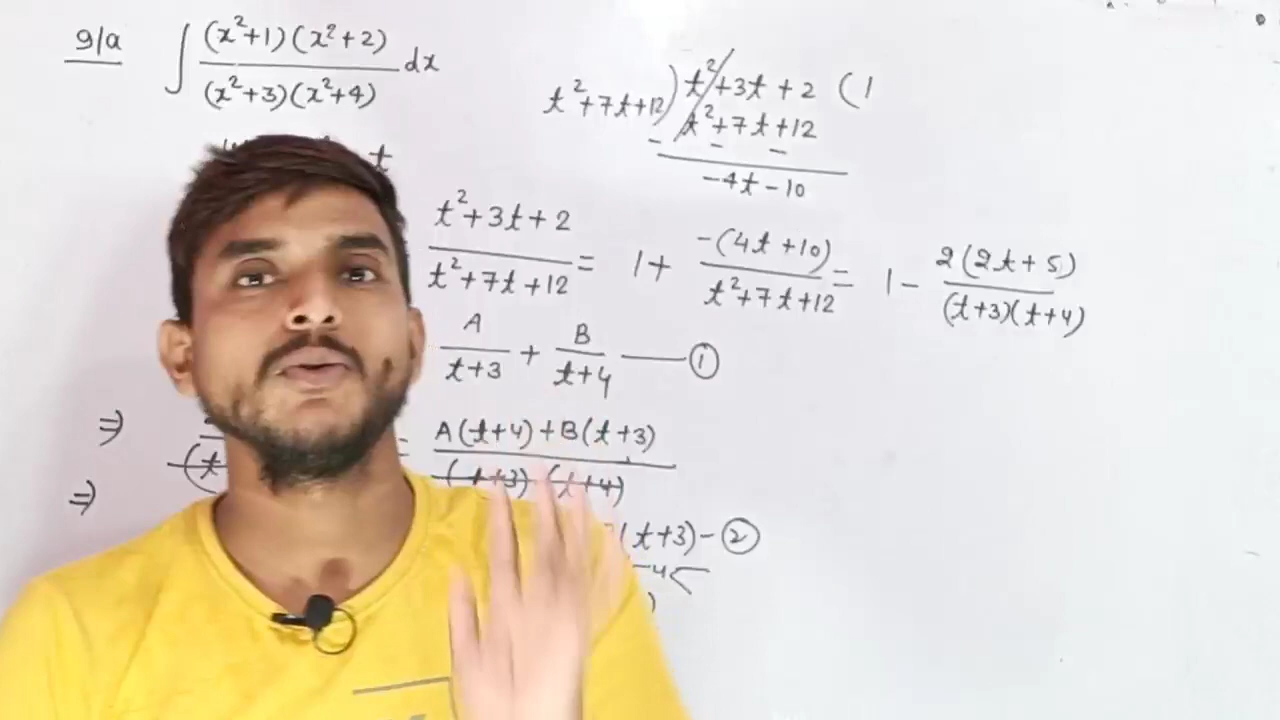 9/a ∫ (x²+1)(x²+2) / (x²+3)(x²+4) dx
t²+7t+12 ) t²+3t+2 ( 1
t²+7t+12
- - -
-4t-10
t
t²+3t+2 / t²+7t+12 = 1 + -(4t+10) / t²+7t+12 = 1 - 2(2t+5) / (t+3)(t+4)
A / t+3 + B / t+4 — ①
⇒ (t = A(t+4)+B(t+3) / (t+3)(t+4)
⇒ (t+3) - ②
-4